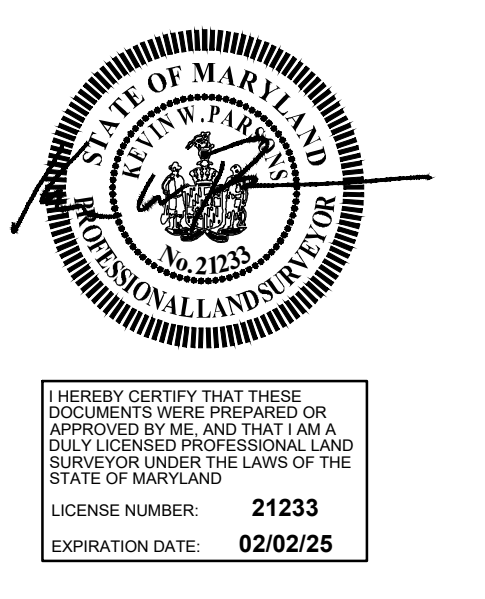 STATE OF MARYLAND
KEVIN W. PARSONS
No. 21233
PROFESSIONAL LAND SURVEYOR
I HEREBY CERTIFY THAT THESE
DOCUMENTS WERE PREPARED OR
APPROVED BY ME, AND THAT I AM A
DULY LICENSED PROFESSIONAL LAND
SURVEYOR UNDER THE LAWS OF THE
STATE OF MARYLAND
LICENSE NUMBER: 21233
EXPIRATION DATE: 02/02/25